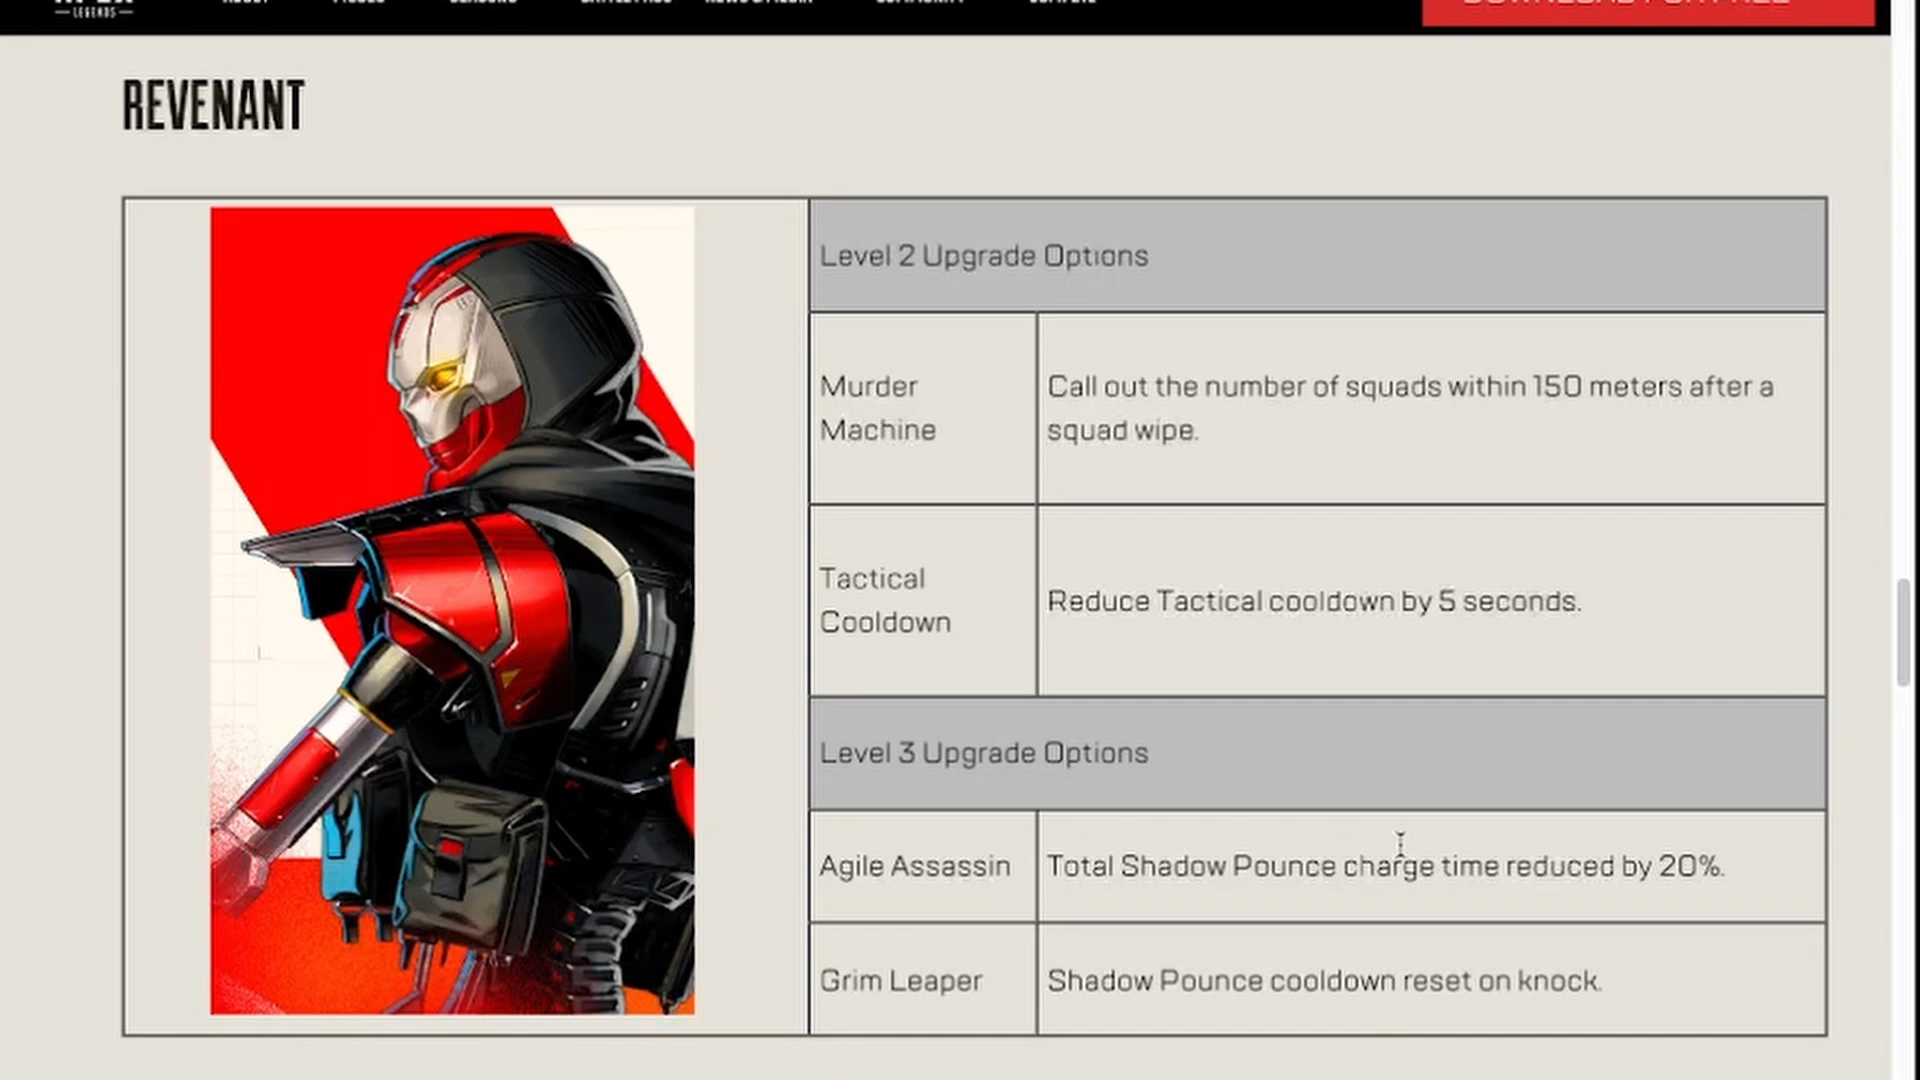 LEGENDS
REVENANT
Level 2 Upgrade Options
Murder
Machine
Call out the number of squads within 150 meters after a
squad wipe.
Tactical
Cooldown
Reduce Tactical cooldown by 5 seconds.
Level 3 Upgrade Options
Agile Assassin
Total Shadow Pounce charge time reduced by 20%.
Grim Leaper
Shadow Pounce cooldown reset on knock.